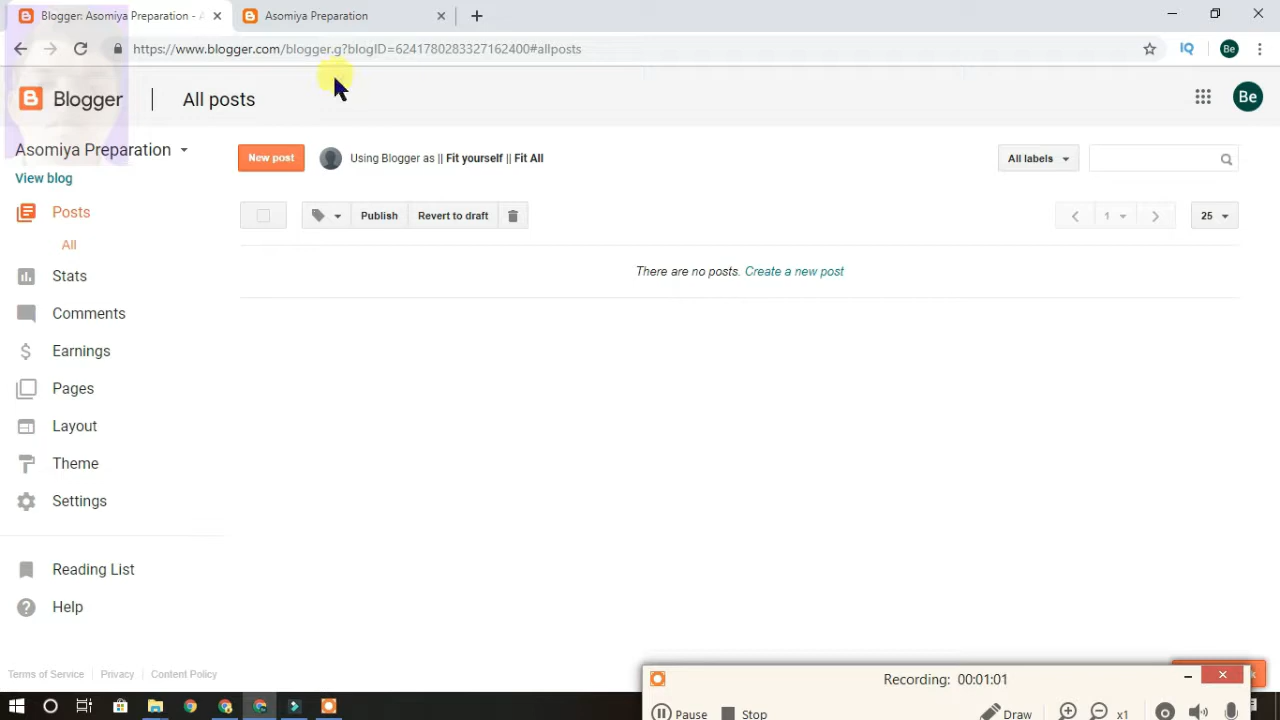 Blogger: Asomiya Preparation - A
Asomiya Preparation
https://www.blogger.com/blogger.g?blogID=6241780283327162400#allposts
IQ
Be
Blogger
All posts
Be
Asomiya Preparation
View blog
New post
Using Blogger as || Fit yourself || Fit All
All labels
Posts
Publish
Revert to draft
1
25
All
There are no posts. Create a new post
Stats
Comments
Earnings
Pages
Layout
Theme
Settings
Reading List
Help
Terms of Service
Privacy
Content Policy
Recording: 00:01:01
Pause
Stop
Draw
x1